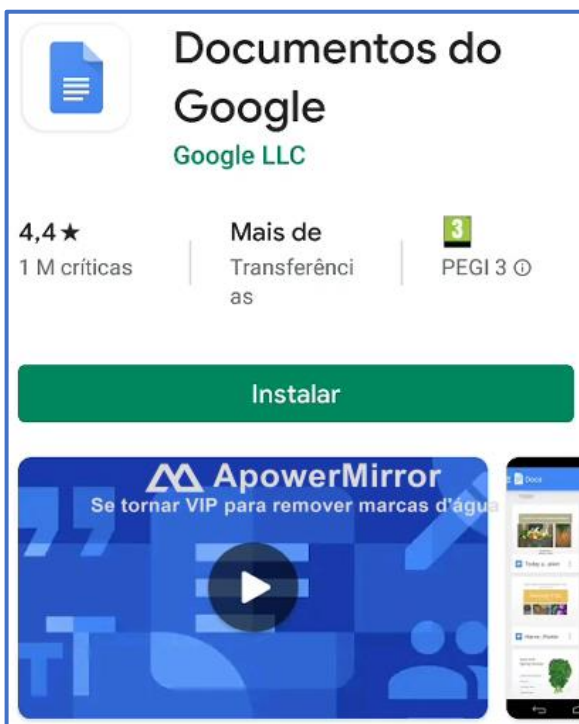 Documentos do
Google
Google LLC
4,4★
1 M críticas
Mais de
Transferênci
as
3
PEGI 3
Instalar
ApowerMirror
Se tornar VIP para remover marcas d'água
Docs